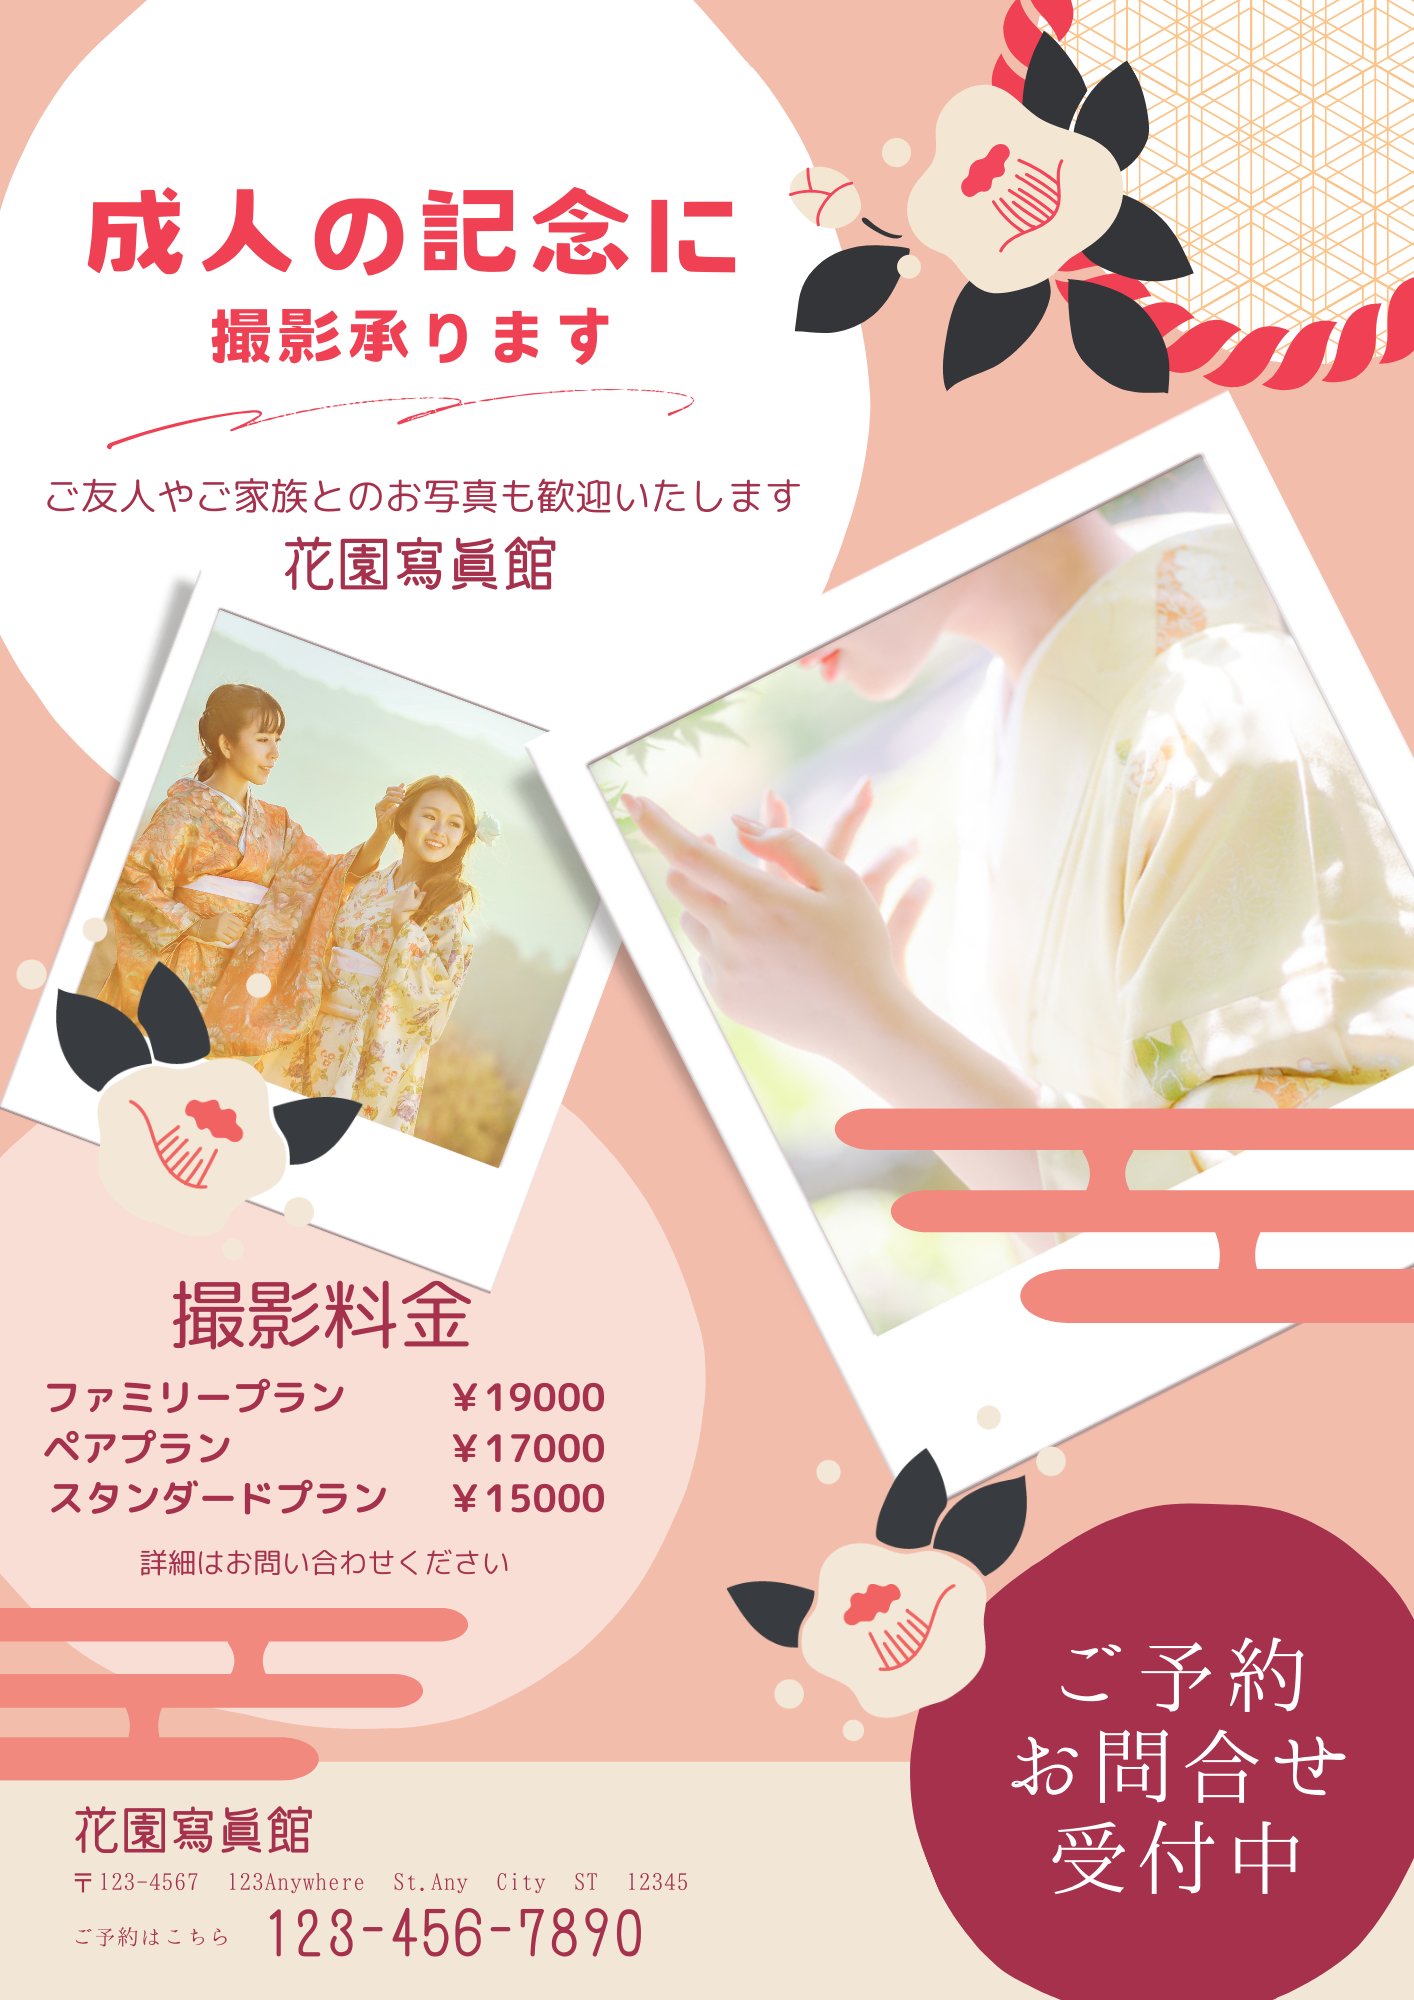 成人の記念に
撮影承ります
ご友人やご家族とのお写真も歓迎いたします
花園寫眞館
撮影料金
ファミリープラン ￥19000
ペアプラン ￥17000
スタンダードプラン ￥15000
詳細はお問い合わせください
ご予約
お問合せ
受付中
花園寫眞館
〒123-4567 123Anywhere St.Any City ST 12345
ご予約はこちら 123-456-7890